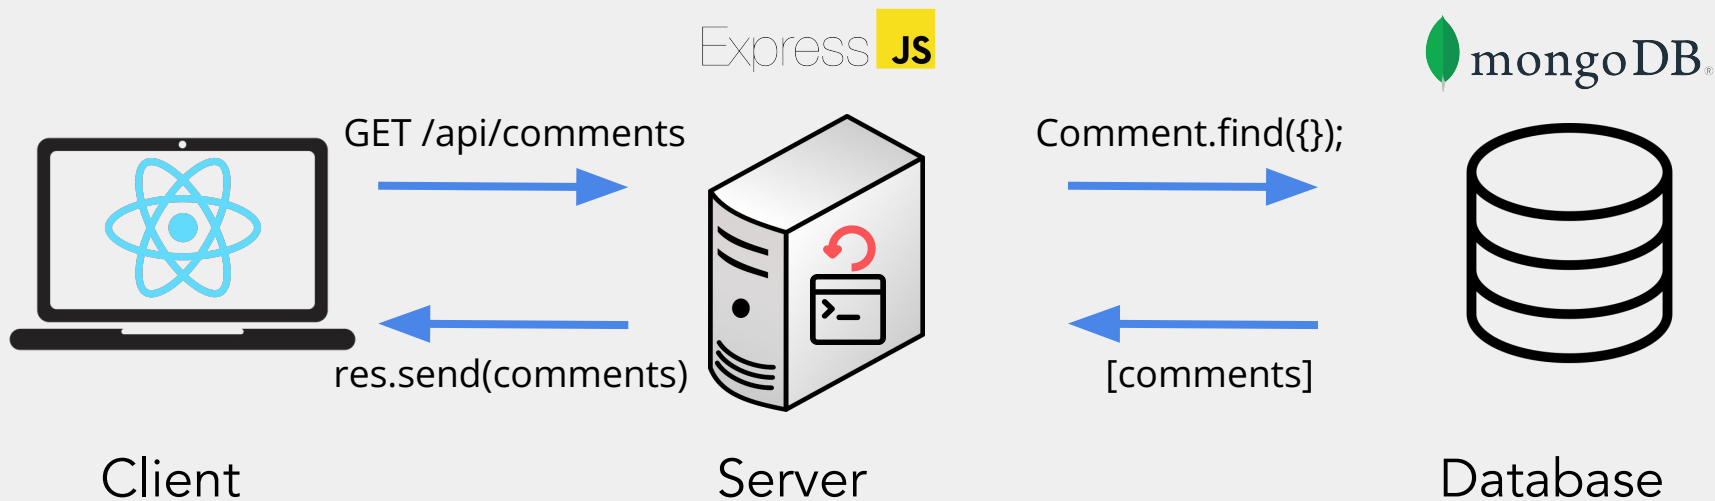 Express JS
mongoDB®
GET /api/comments
Comment.find({});
>_
res.send(comments)
[comments]
Client
Server
Database